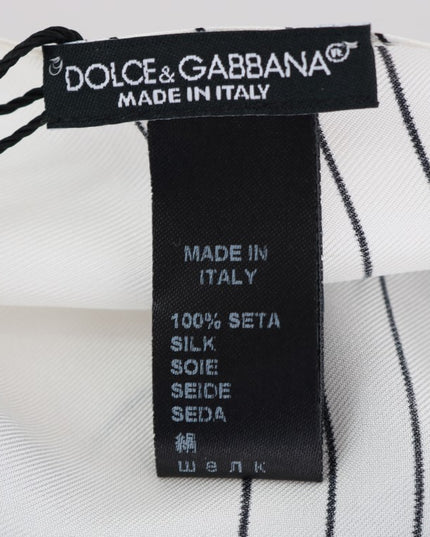 DOLCE & GABBANA®
MADE IN ITALY
MADE IN
ITALY
100% SETA
SILK
SOIE
SEIDE
SEDA
絹
шелк